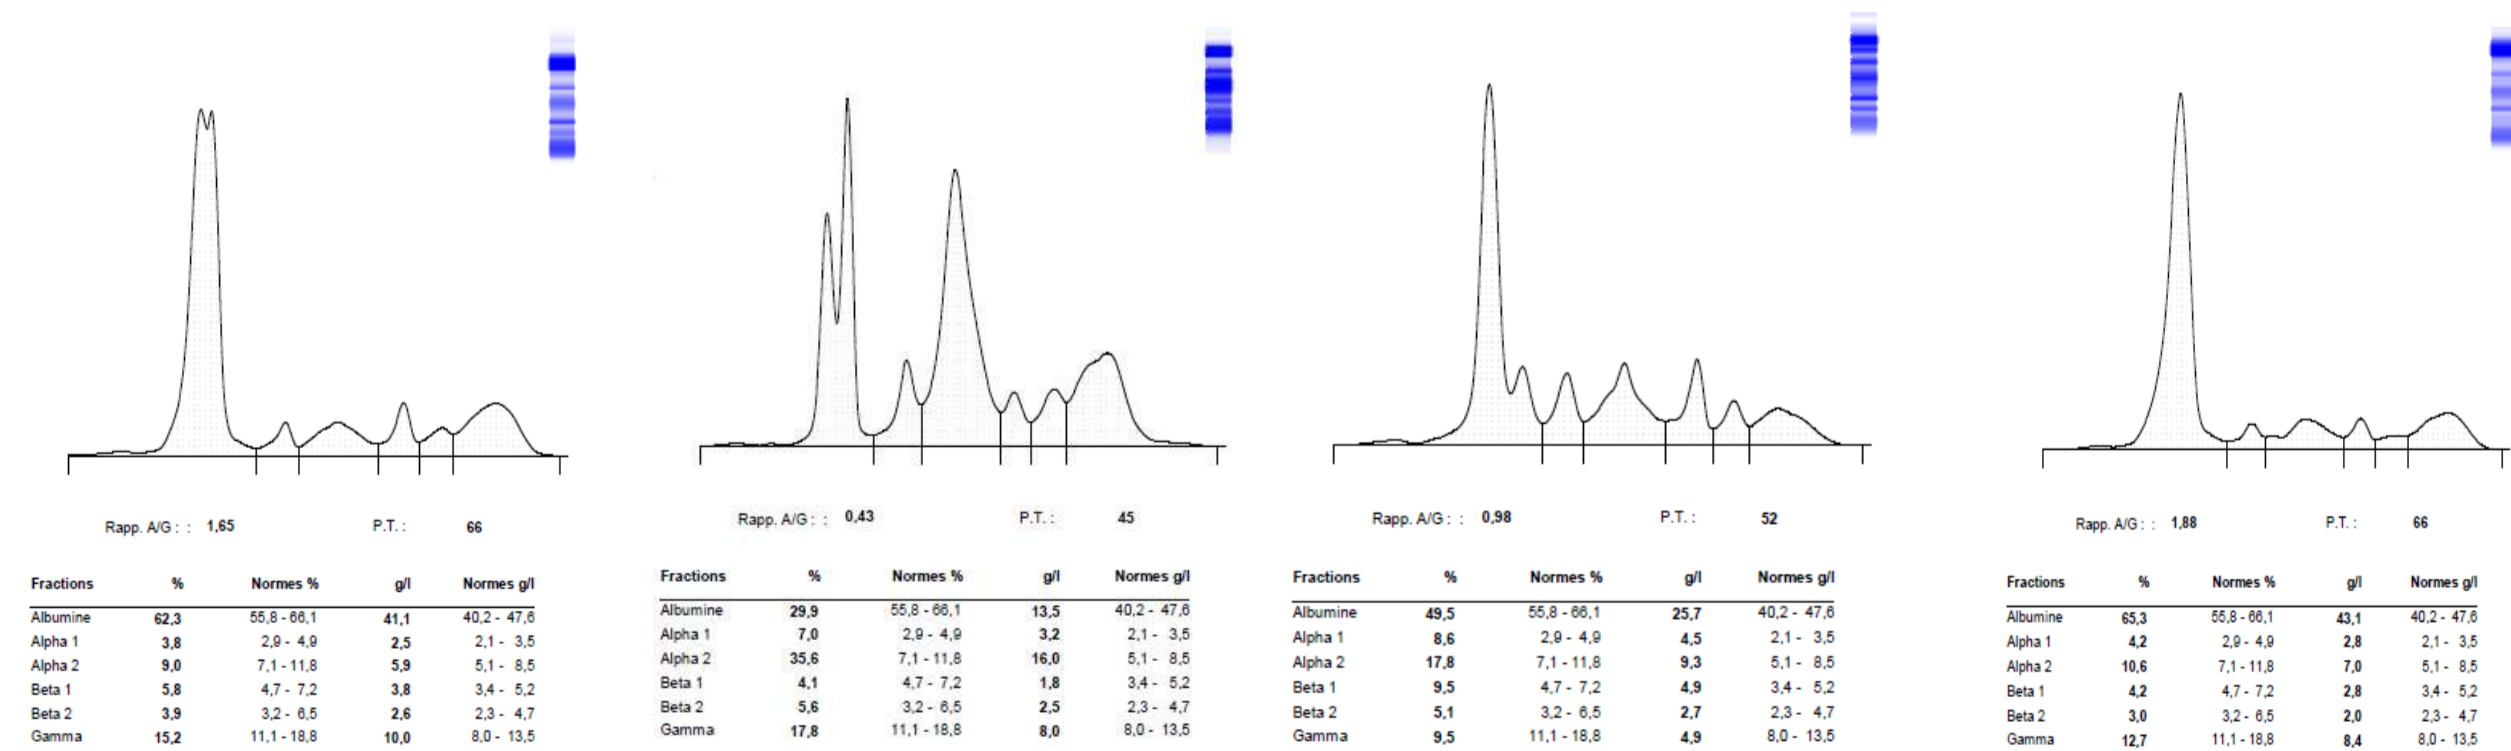 Rapp. A/G : : 1,65 P.T. : 66
Fractions % Normes % g/l Normes g/l
Albumine 62,3 55,8 - 66,1 41,1 40,2 - 47,6
Alpha 1 3,8 2,9 - 4,9 2,5 2,1 - 3,5
Alpha 2 9,0 7,1 - 11,8 5,9 5,1 - 8,5
Beta 1 5,8 4,7 - 7,2 3,8 3,4 - 5,2
Beta 2 3,9 3,2 - 6,5 2,6 2,3 - 4,7
Gamma 15,2 11,1 - 18,8 10,0 8,0 - 13,5
Rapp. A/G : : 0,43 P.T. : 45
Fractions % Normes % g/l Normes g/l
Albumine 29,9 55,8 - 66,1 13,5 40,2 - 47,6
Alpha 1 7,0 2,9 - 4,9 3,2 2,1 - 3,5
Alpha 2 35,6 7,1 - 11,8 16,0 5,1 - 8,5
Beta 1 4,1 4,7 - 7,2 1,8 3,4 - 5,2
Beta 2 5,6 3,2 - 6,5 2,5 2,3 - 4,7
Gamma 17,8 11,1 - 18,8 8,0 8,0 - 13,5
Rapp. A/G : : 0,98 P.T. : 52
Fractions % Normes % g/l Normes g/l
Albumine 49,5 55,8 - 66,1 25,7 40,2 - 47,6
Alpha 1 8,6 2,9 - 4,9 4,5 2,1 - 3,5
Alpha 2 17,8 7,1 - 11,8 9,3 5,1 - 8,5
Beta 1 9,5 4,7 - 7,2 4,9 3,4 - 5,2
Beta 2 5,1 3,2 - 6,5 2,7 2,3 - 4,7
Gamma 9,5 11,1 - 18,8 4,9 8,0 - 13,5
Rapp. A/G : : 1,88 P.T. : 66
Fractions % Normes % g/l Normes g/l
Albumine 65,3 55,8 - 66,1 43,1 40,2 - 47,6
Alpha 1 4,2 2,9 - 4,9 2,8 2,1 - 3,5
Alpha 2 10,6 7,1 - 11,8 7,0 5,1 - 8,5
Beta 1 4,2 4,7 - 7,2 2,8 3,4 - 5,2
Beta 2 3,0 3,2 - 6,5 2,0 2,3 - 4,7
Gamma 12,7 11,1 - 18,8 8,4 8,0 - 13,5